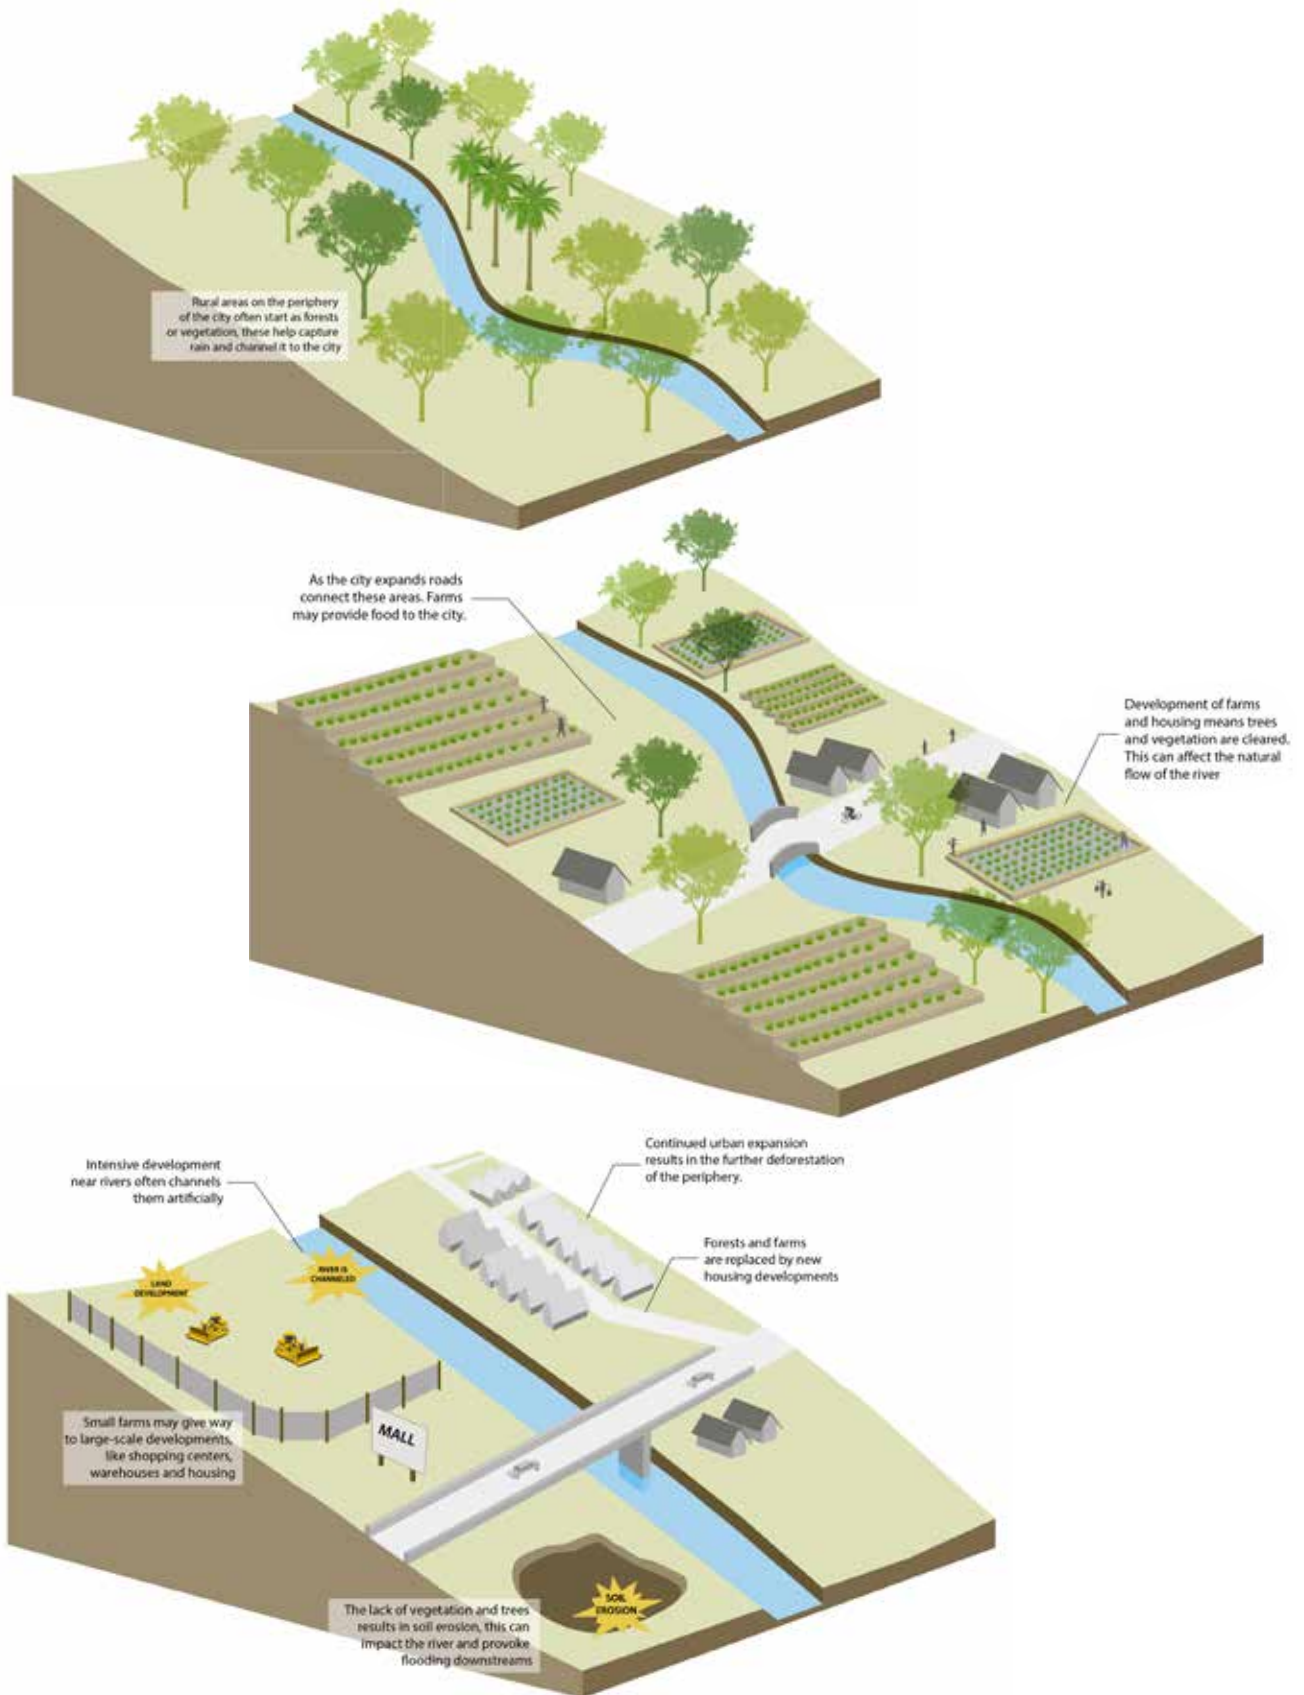 Rural areas on the periphery
of the city often start as forests
or vegetation, these help capture
rain and channel it to the city
As the city expands roads
connect these areas. Farms
may provide food to the city.
Development of farms
and housing means trees
and vegetation are cleared.
This can affect the natural
flow of the river
Intensive development
near rivers often channels
them artificially
Continued urban expansion
results in the further deforestation
of the periphery.
Forests and farms
are replaced by new
housing developments
LAND
DEVELOPMENT
RIVER IS
CHANNELED
Small farms may give way
to large-scale developments,
like shopping centers,
warehouses and housing
MALL
SOIL
EROSION
The lack of vegetation and trees
results in soil erosion, this can
impact the river and provoke
flooding downstreams